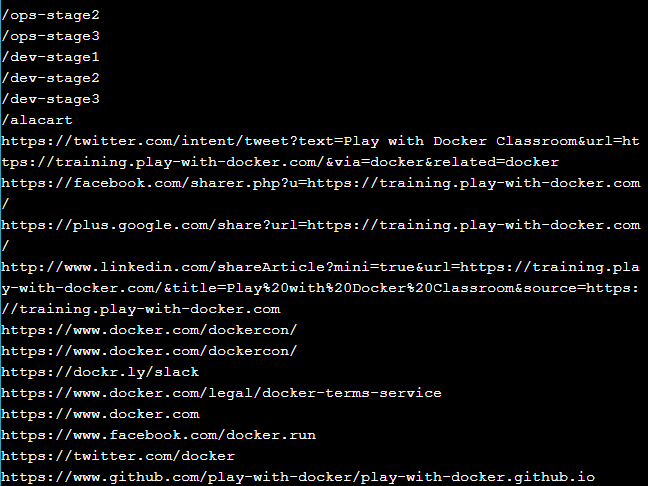 /ops-stage2
/ops-stage3
/dev-stage1
/dev-stage2
/dev-stage3
/alacart
https://twitter.com/intent/tweet?text=Play with Docker Classroom&url=ht
tps://training.play-with-docker.com/&via=docker&related=docker
https://facebook.com/sharer.php?u=https://training.play-with-docker.com
/
https://plus.google.com/share?url=https://training.play-with-docker.com
/
http://www.linkedin.com/shareArticle?mini=true&url=https://training.pla
y-with-docker.com/&title=Play%20with%20Docker%20Classroom&source=https:
//training.play-with-docker.com
https://www.docker.com/dockercon/
https://www.docker.com/dockercon/
https://dockr.ly/slack
https://www.docker.com/legal/docker-terms-service
https://www.docker.com
https://www.facebook.com/docker.run
https://twitter.com/docker
https://www.github.com/play-with-docker/play-with-docker.github.io